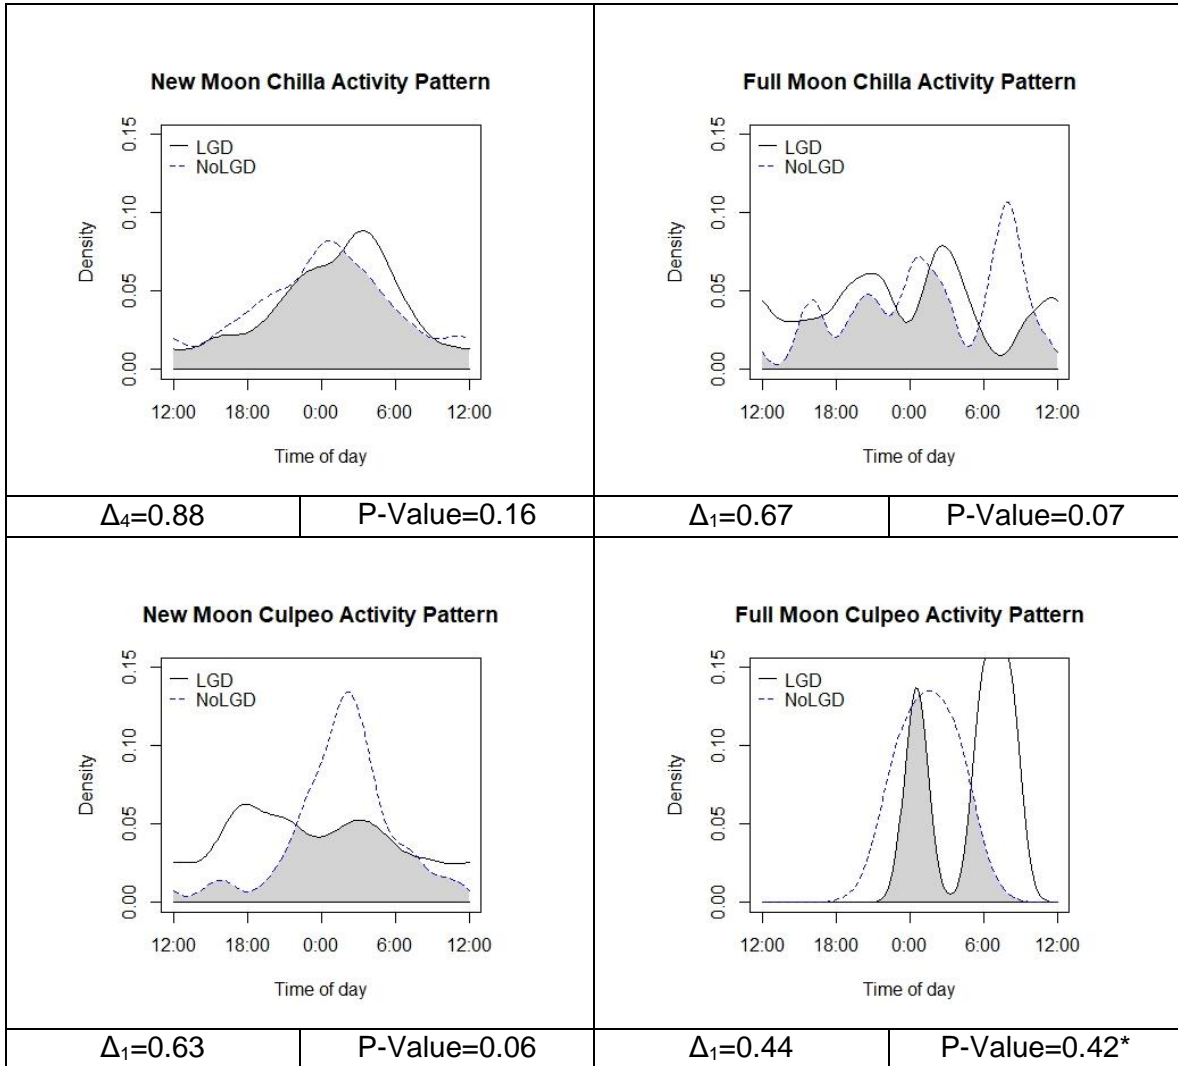 New Moon Chilla Activity Pattern
0.15
0.10
0.05
0.00
Density
LGD
NoLGD
12:00 18:00 0:00 6:00 12:00
Time of day
Full Moon Chilla Activity Pattern
0.15
0.10
0.05
0.00
Density
LGD
NoLGD
12:00 18:00 0:00 6:00 12:00
Time of day
Δ₄=0.88 P-Value=0.16 Δ₁=0.67 P-Value=0.07
New Moon Culpeo Activity Pattern
0.15
0.10
0.05
0.00
Density
LGD
NoLGD
12:00 18:00 0:00 6:00 12:00
Time of day
Full Moon Culpeo Activity Pattern
0.15
0.10
0.05
0.00
Density
LGD
NoLGD
12:00 18:00 0:00 6:00 12:00
Time of day
Δ₁=0.63 P-Value=0.06 Δ₁=0.44 P-Value=0.42*